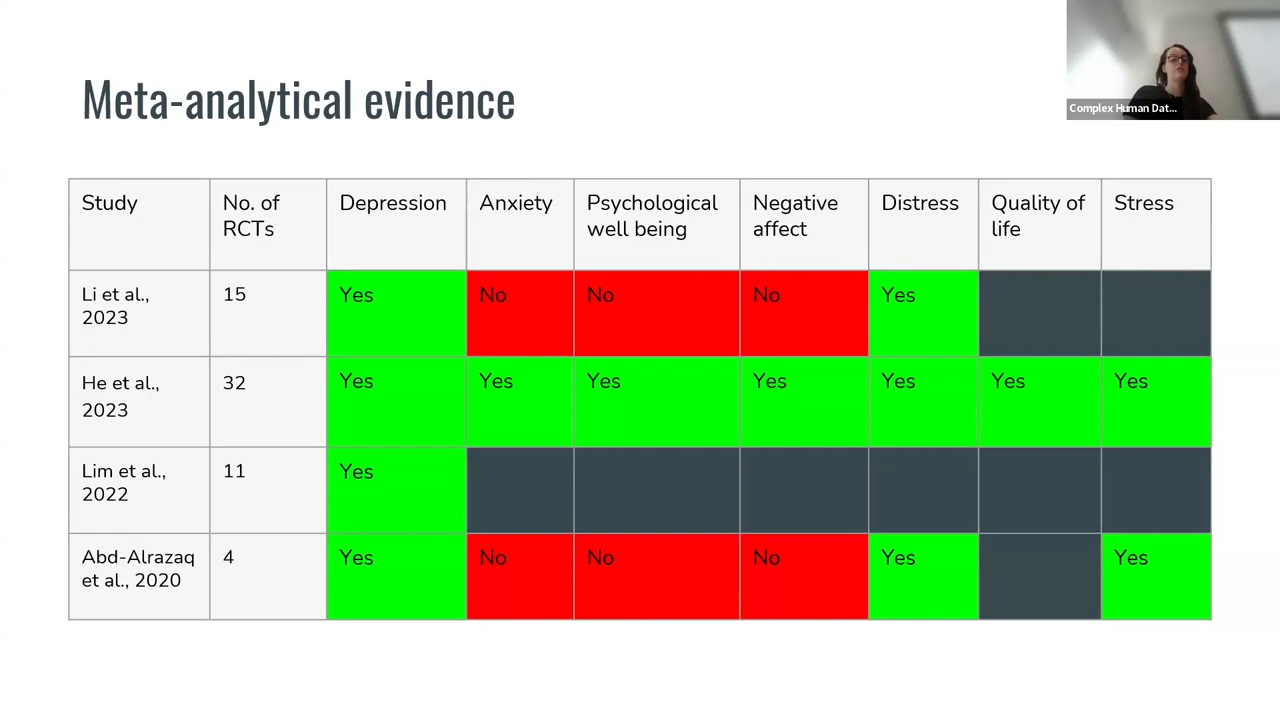 Meta-analytical evidence
Complex Human Dat...
Study
No. of
RCTs
Depression
Anxiety
Psychological
well being
Negative
affect
Distress
Quality of
life
Stress
Li et al.,
2023
15
Yes
No
No
No
Yes
He et al.,
2023
32
Yes
Yes
Yes
Yes
Yes
Yes
Yes
Lim et al.,
2022
11
Yes
Abd-Alrazaq
et al., 2020
4
Yes
No
No
No
Yes
Yes